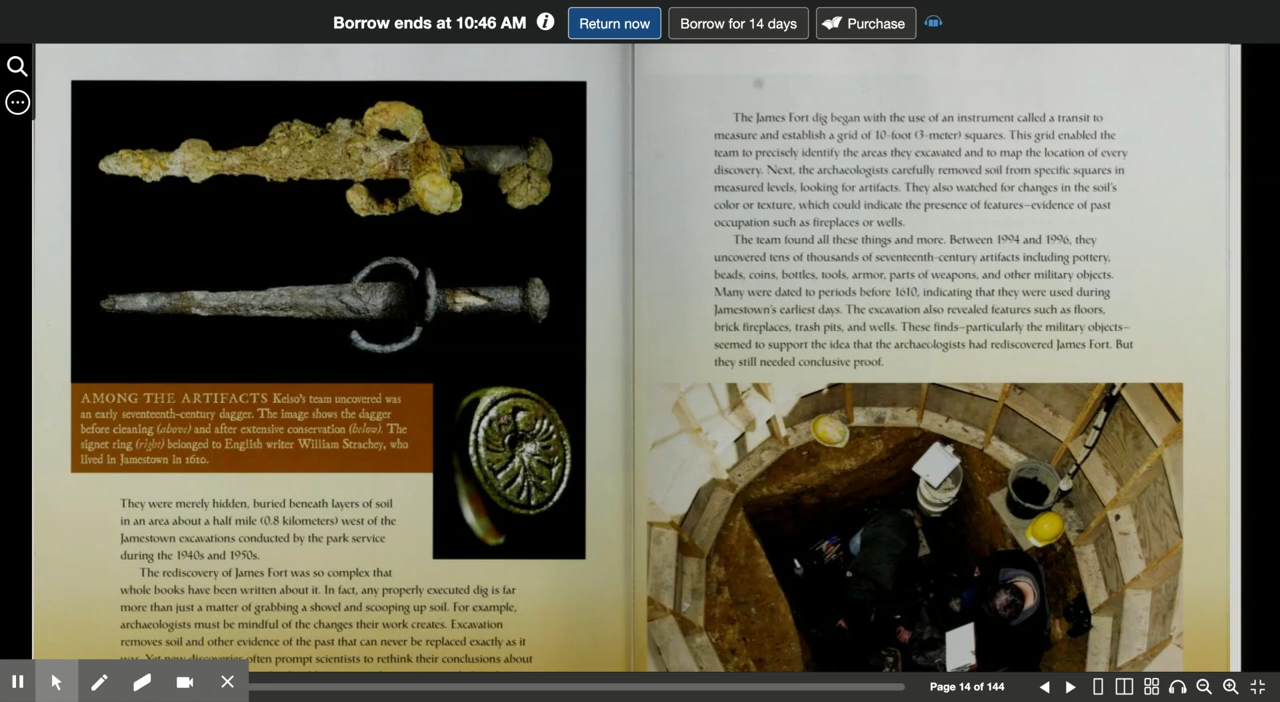 Borrow ends at 10:46 AM
Return now
Borrow for 14 days
Purchase
AMONG THE ARTIFACTS Kelso's team uncovered was
an early seventeenth-century dagger. The image shows the dagger
before cleaning (above) and after extensive conservation (below). The
signet ring (right) belonged to English writer William Strachey, who
lived in Jamestown in 1610.
They were merely hidden, buried beneath layers of soil
in an area about a half mile (0.8 kilometers) west of the
Jamestown excavations conducted by the park service
during the 1940s and 1950s.
The rediscovery of James Fort was so complex that
whole books have been written about it. In fact, any properly executed dig is far
more than just a matter of grabbing a shovel and scooping up soil. For example,
archaeologists must be mindful of the changes their work creates. Excavation
removes soil and other evidence of the past that can never be replaced exactly as it
was. Yet new discoveries often prompt scientists to rethink their conclusions about
The James Fort dig began with the use of an instrument called a transit to
measure and establish a grid of 10-foot (3-meter) squares. This grid enabled the
team to precisely identify the areas they excavated and to map the location of every
discovery. Next, the archaeologists carefully removed soil from specific squares in
measured levels, looking for artifacts. They also watched for changes in the soil's
color or texture, which could indicate the presence of features—evidence of past
occupation such as fireplaces or wells.
The team found all these things and more. Between 1994 and 1996, they
uncovered tens of thousands of seventeenth-century artifacts including pottery,
beads, coins, bottles, tools, armor, parts of weapons, and other military objects.
Many were dated to periods before 1610, indicating that they were used during
Jamestown's earliest days. The excavation also revealed features such as floors,
brick fireplaces, trash pits, and wells. These finds—particularly the military objects—
seemed to support the idea that the archaeologists had rediscovered James Fort. But
they still needed conclusive proof.
Page 14 of 144